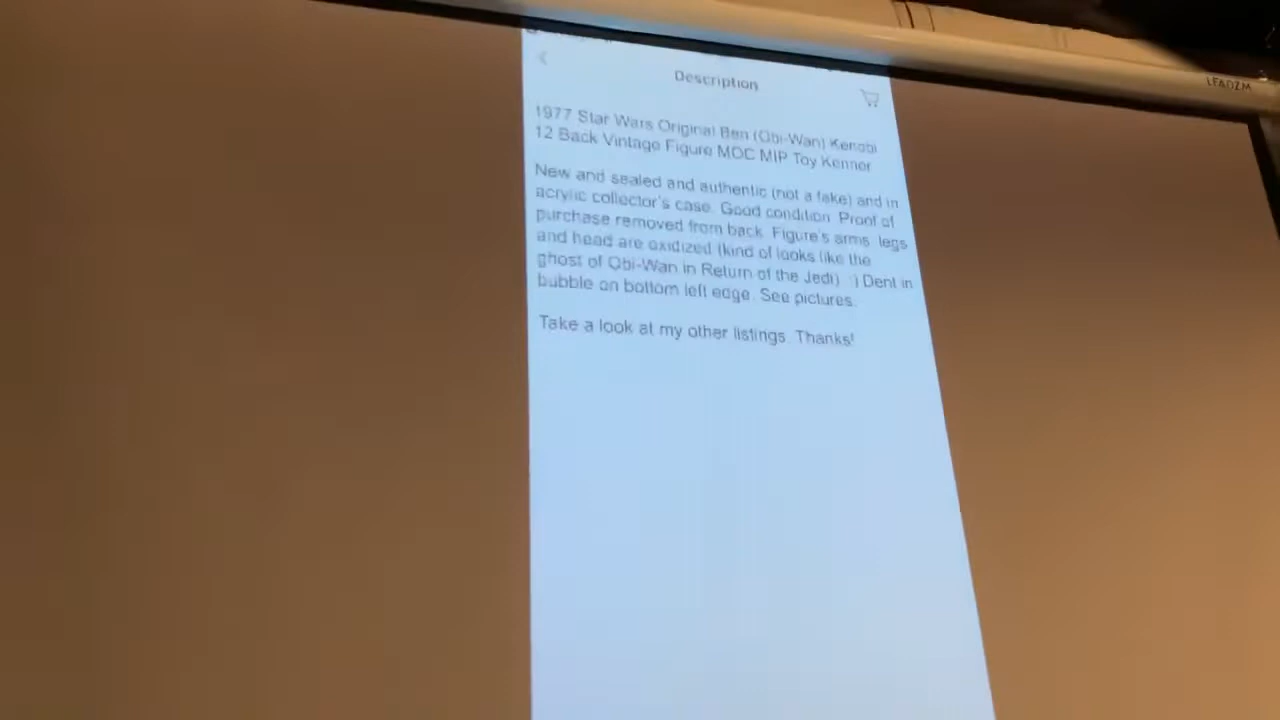 LEADZM
Description
1977 Star Wars Original Ben (Obi-Wan) Kenobi
12 Back Vintage Figure MOC MIP Toy Kenner
New and sealed and authentic (not a fake) and in
acrylic collector's case. Good condition. Proof of
purchase removed from back. Figure's arms, legs
and head are oxidized (kind of looks like the
ghost of Obi-Wan in Return of the Jedi) :) Dent in
bubble on bottom left edge. See pictures.
Take a look at my other listings. Thanks!